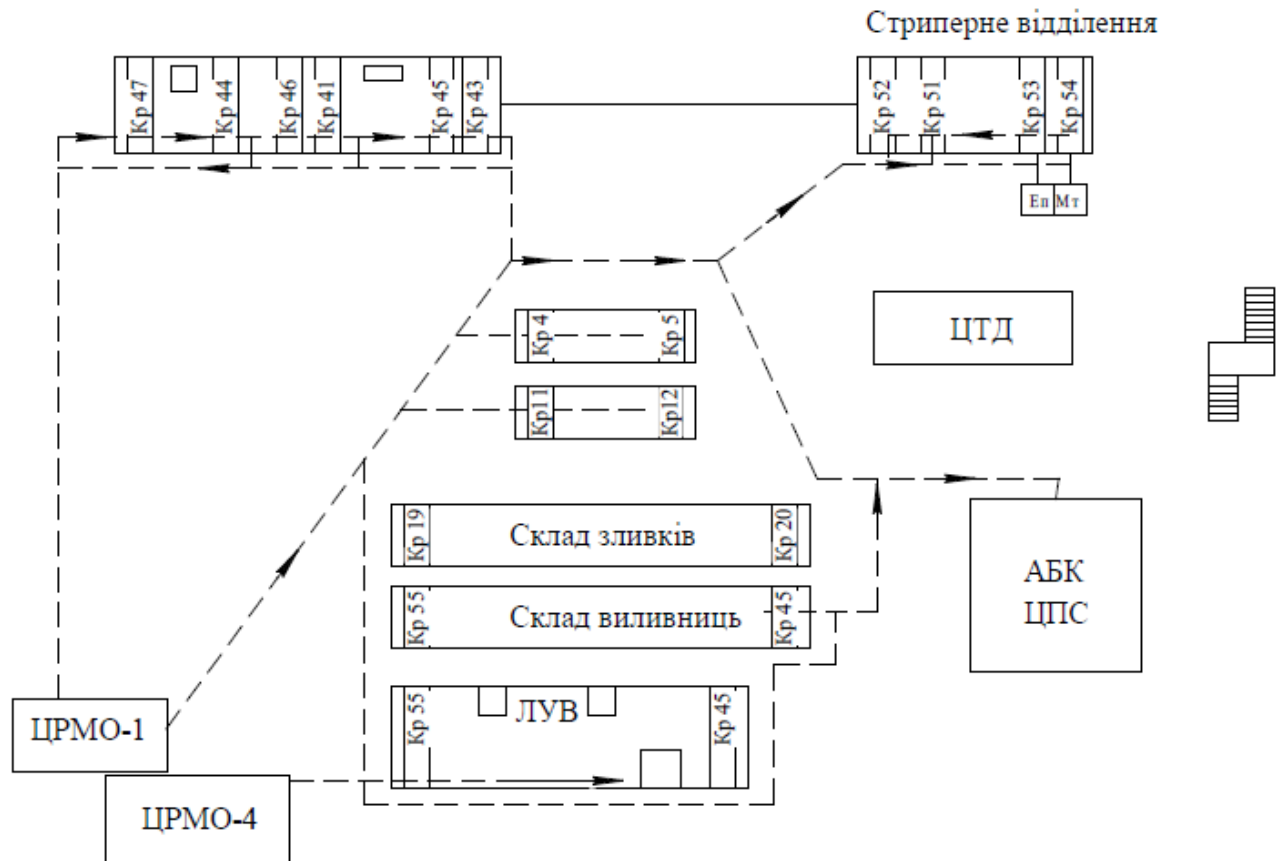 Стриперне відділення
Кр 47
Кр 44
Кр 46
Кр 41
Кр 45
Кр 43
Кр 52
Кр 51
Кр 53
Кр 54
Еп
Мт
Кр 4
Кр 5
ЦТД
Кр11
Кр12
Кр 19
Склад зливків
Кр 20
Кр 55
Склад виливниць
Кр 45
АБК
ЦПС
Кр 55
ЛУВ
Кр 45
ЦРМО-1
ЦРМО-4